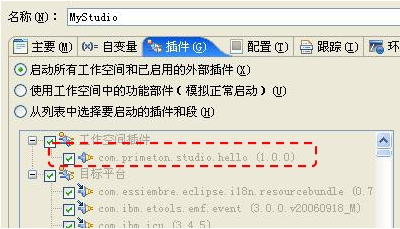 名称(N): MyStudio
主要(M) (x)= 自变量 插件(G) 配置(T) 跟踪(I) 环
启动所有工作空间和已启用的外部插件(X)
使用工作空间中的功能部件（模拟正常启动）(U)
从列表中选择要启动的插件和段(H)
工作空间插件
com.primeton.studio.hello (1.0.0)
目标平台
com.essiembre.eclipse.i18n.resourcebundle (0.7
com.ibm.etools.emf.event (3.0.0.v20060918_M)
com.ibm.icu (3.4.5)